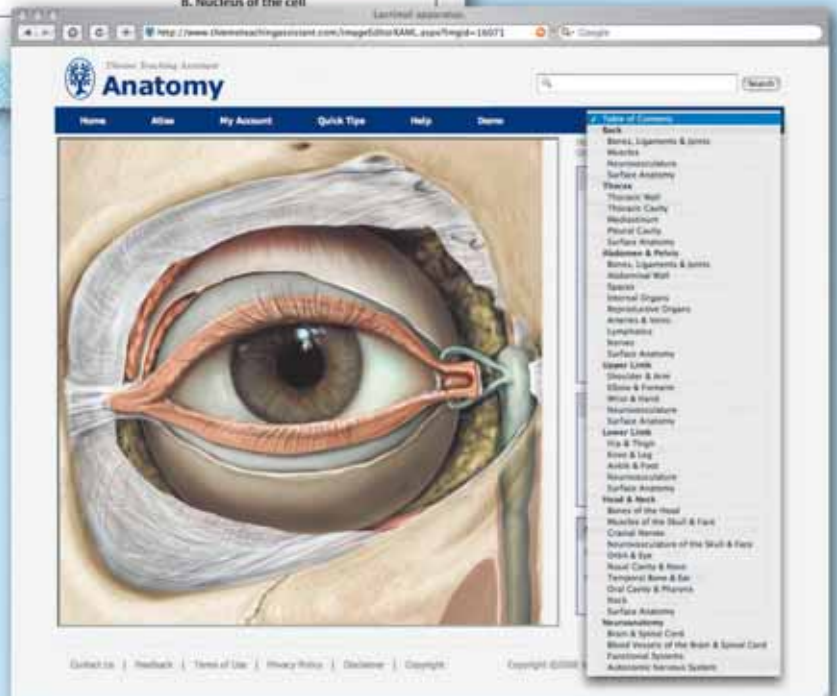 B. Nucleus of the cell
Lacrimal apparatus
http://www.thiemeteachingassistant.com/ImageEditorXAML.aspx?imgid=16071
Google
Thieme Teaching Assistant
Anatomy
Search
Home
Atlas
My Account
Quick Tips
Help
Demo
Table of Contents
Back
Bones, Ligaments & Joints
Muscles
Neurovasculature
Surface Anatomy
Thorax
Thoracic Wall
Thoracic Cavity
Mediastinum
Pleural Cavity
Surface Anatomy
Abdomen & Pelvis
Bones, Ligaments & Joints
Abdominal Wall
Spaces
Internal Organs
Reproductive Organs
Arteries & Veins
Lymphatics
Nerves
Surface Anatomy
Upper Limb
Shoulder & Arm
Elbow & Forearm
Wrist & Hand
Neurovasculature
Surface Anatomy
Lower Limb
Hip & Thigh
Knee & Leg
Ankle & Foot
Neurovasculature
Surface Anatomy
Head & Neck
Bones of the Head
Muscles of the Skull & Face
Cranial Nerves
Neurovasculature of the Skull & Face
Orbit & Eye
Nasal Cavity & Nose
Temporal Bone & Ear
Oral Cavity & Pharynx
Neck
Surface Anatomy
Neuroanatomy
Brain & Spinal Cord
Blood Vessels of the Brain & Spinal Cord
Functional Systems
Autonomic Nervous System
Contact Us | Feedback | Terms of Use | Privacy Policy | Disclaimer | Copyright
Copyright ©2008